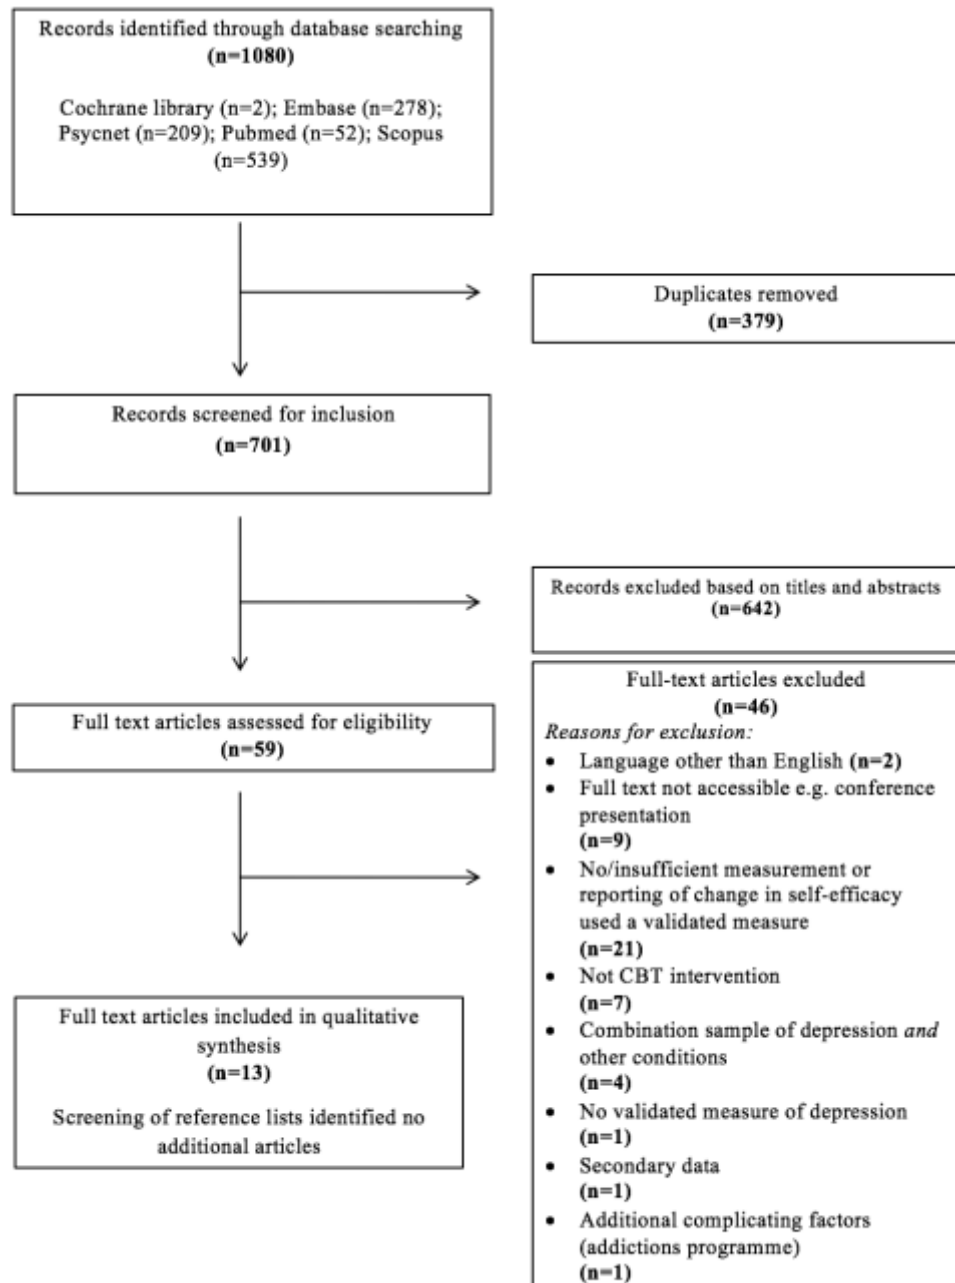 Records identified through database searching
(n=1080)
Cochrane library (n=2); Embase (n=278);
Psycnet (n=209); Pubmed (n=52); Scopus
(n=539)
Duplicates removed
(n=379)
Records screened for inclusion
(n=701)
Records excluded based on titles and abstracts
(n=642)
Full text articles assessed for eligibility
(n=59)
Full-text articles excluded
(n=46)
Reasons for exclusion:
• Language other than English (n=2)
• Full text not accessible e.g. conference
presentation
(n=9)
• No/insufficient measurement or
reporting of change in self-efficacy
used a validated measure
(n=21)
• Not CBT intervention
(n=7)
• Combination sample of depression and
other conditions
(n=4)
• No validated measure of depression
(n=1)
• Secondary data
(n=1)
• Additional complicating factors
(addictions programme)
(n=1)
Full text articles included in qualitative
synthesis
(n=13)
Screening of reference lists identified no
additional articles